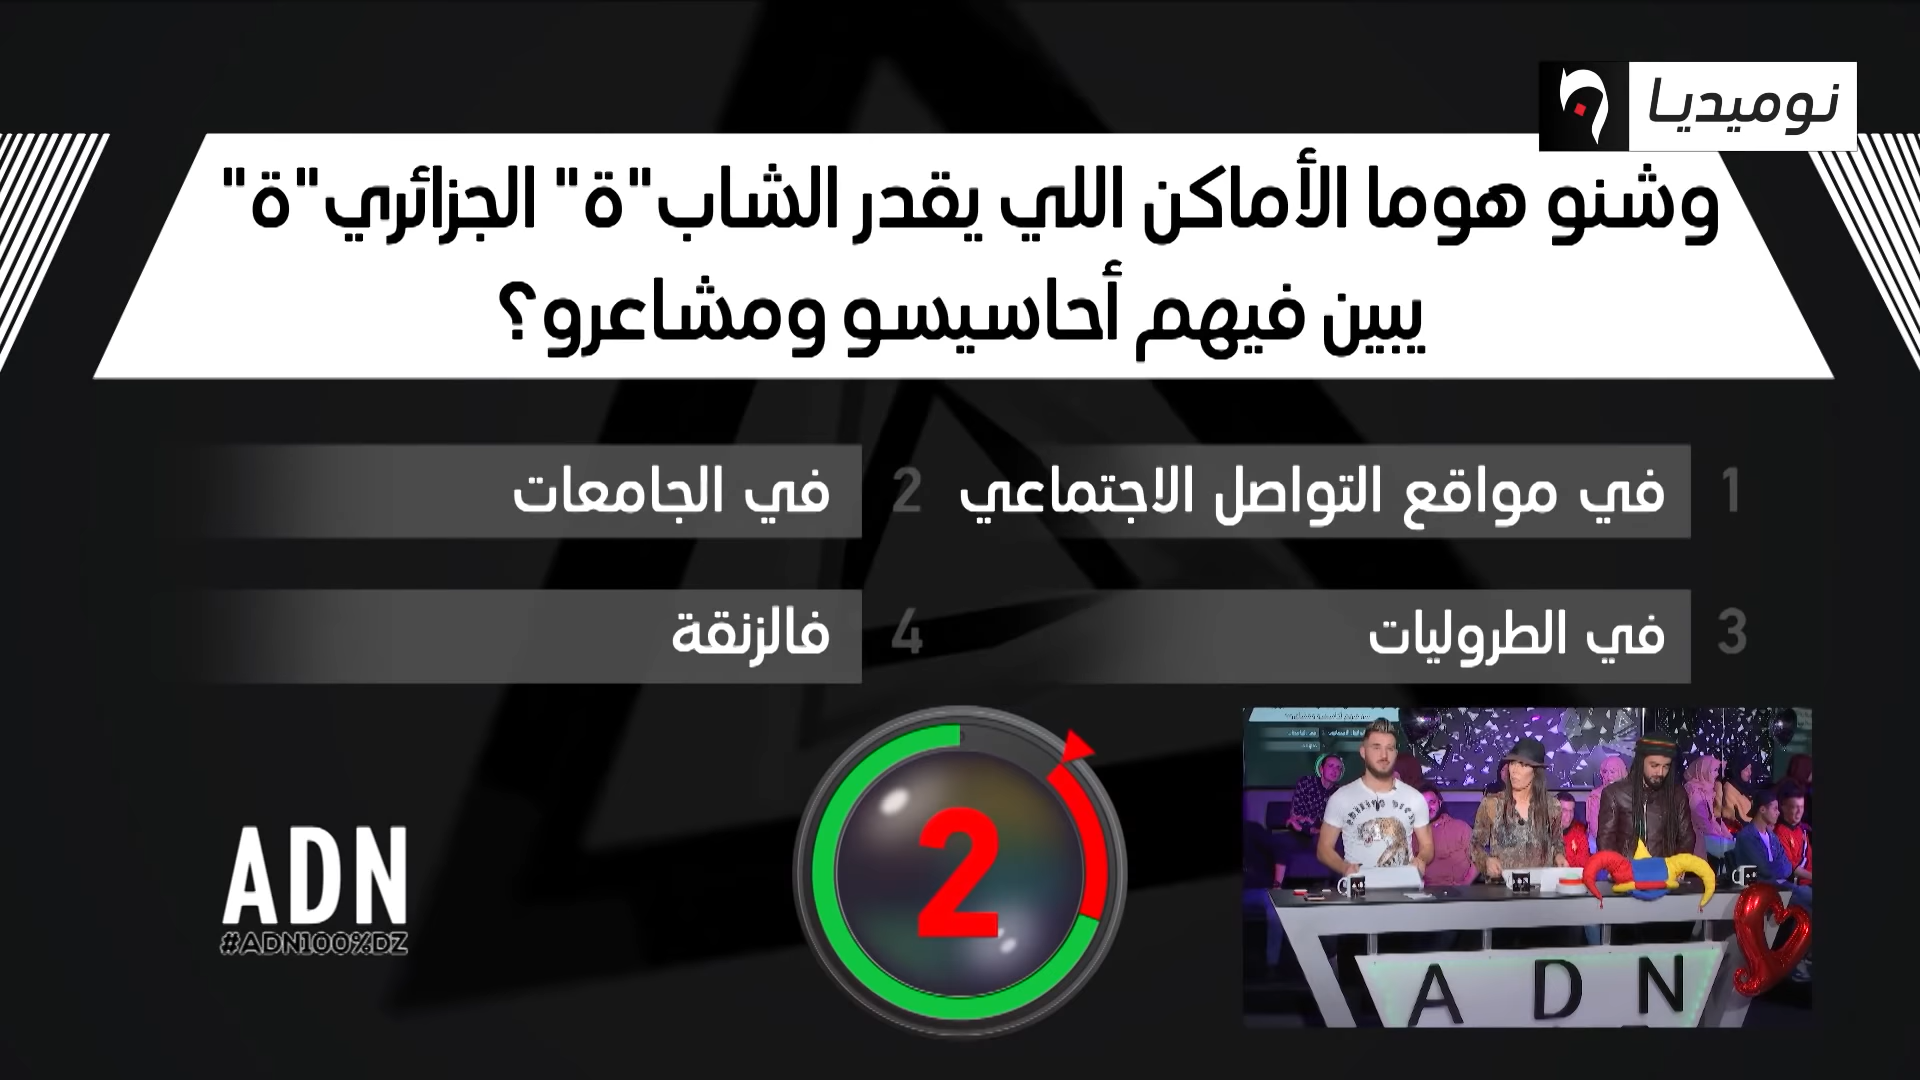 نوميديا
وشنو هوما الأماكن اللي يقدر الشاب"ة" الجزائري"ة"
يبين فيهم أحاسيسو ومشاعرو؟
1 في مواقع التواصل الاجتماعي
2 في الجامعات
3 في الطروليات
4 فالزنقة
2
ADN
#ADN100%DZ
A D N